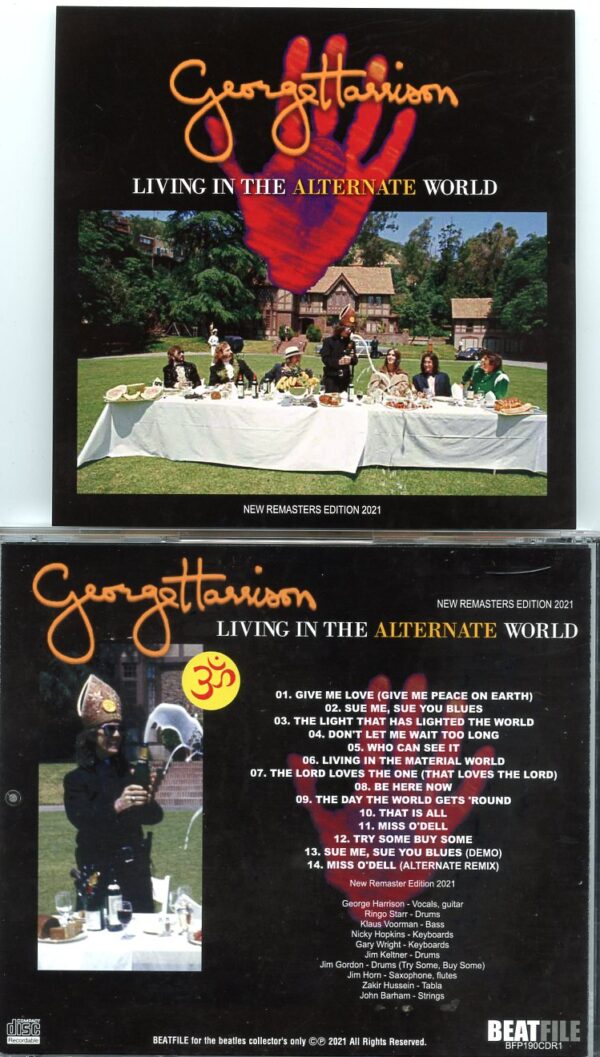 George Harrison
LIVING IN THE ALTERNATE WORLD
NEW REMASTERS EDITION 2021
George Harrison
NEW REMASTERS EDITION 2021
LIVING IN THE ALTERNATE WORLD
ॐ
01. GIVE ME LOVE (GIVE ME PEACE ON EARTH)
02. SUE ME, SUE YOU BLUES
03. THE LIGHT THAT HAS LIGHTED THE WORLD
04. DON'T LET ME WAIT TOO LONG
05. WHO CAN SEE IT
06. LIVING IN THE MATERIAL WORLD
07. THE LORD LOVES THE ONE (THAT LOVES THE LORD)
08. BE HERE NOW
09. THE DAY THE WORLD GETS 'ROUND
10. THAT IS ALL
11. MISS O'DELL
12. TRY SOME BUY SOME
13. SUE ME, SUE YOU BLUES (DEMO)
14. MISS O'DELL (ALTERNATE REMIX)
New Remaster Edition 2021
George Harrison - Vocals, guitar
Ringo Starr - Drums
Klaus Voorman - Bass
Nicky Hopkins - Keyboards
Gary Wright - Keyboards
Jim Keltner - Drums
Jim Gordon - Drums (Try Some, Buy Some)
Jim Horn - Saxophone, flutes
Zakir Hussein - Tabla
John Barham - Strings
COMPACT
disc
Recordable
BEATFILE for the beatles collector's only ©℗ 2021 All Rights Reserved.
BEATFILE
BFP190CDR1